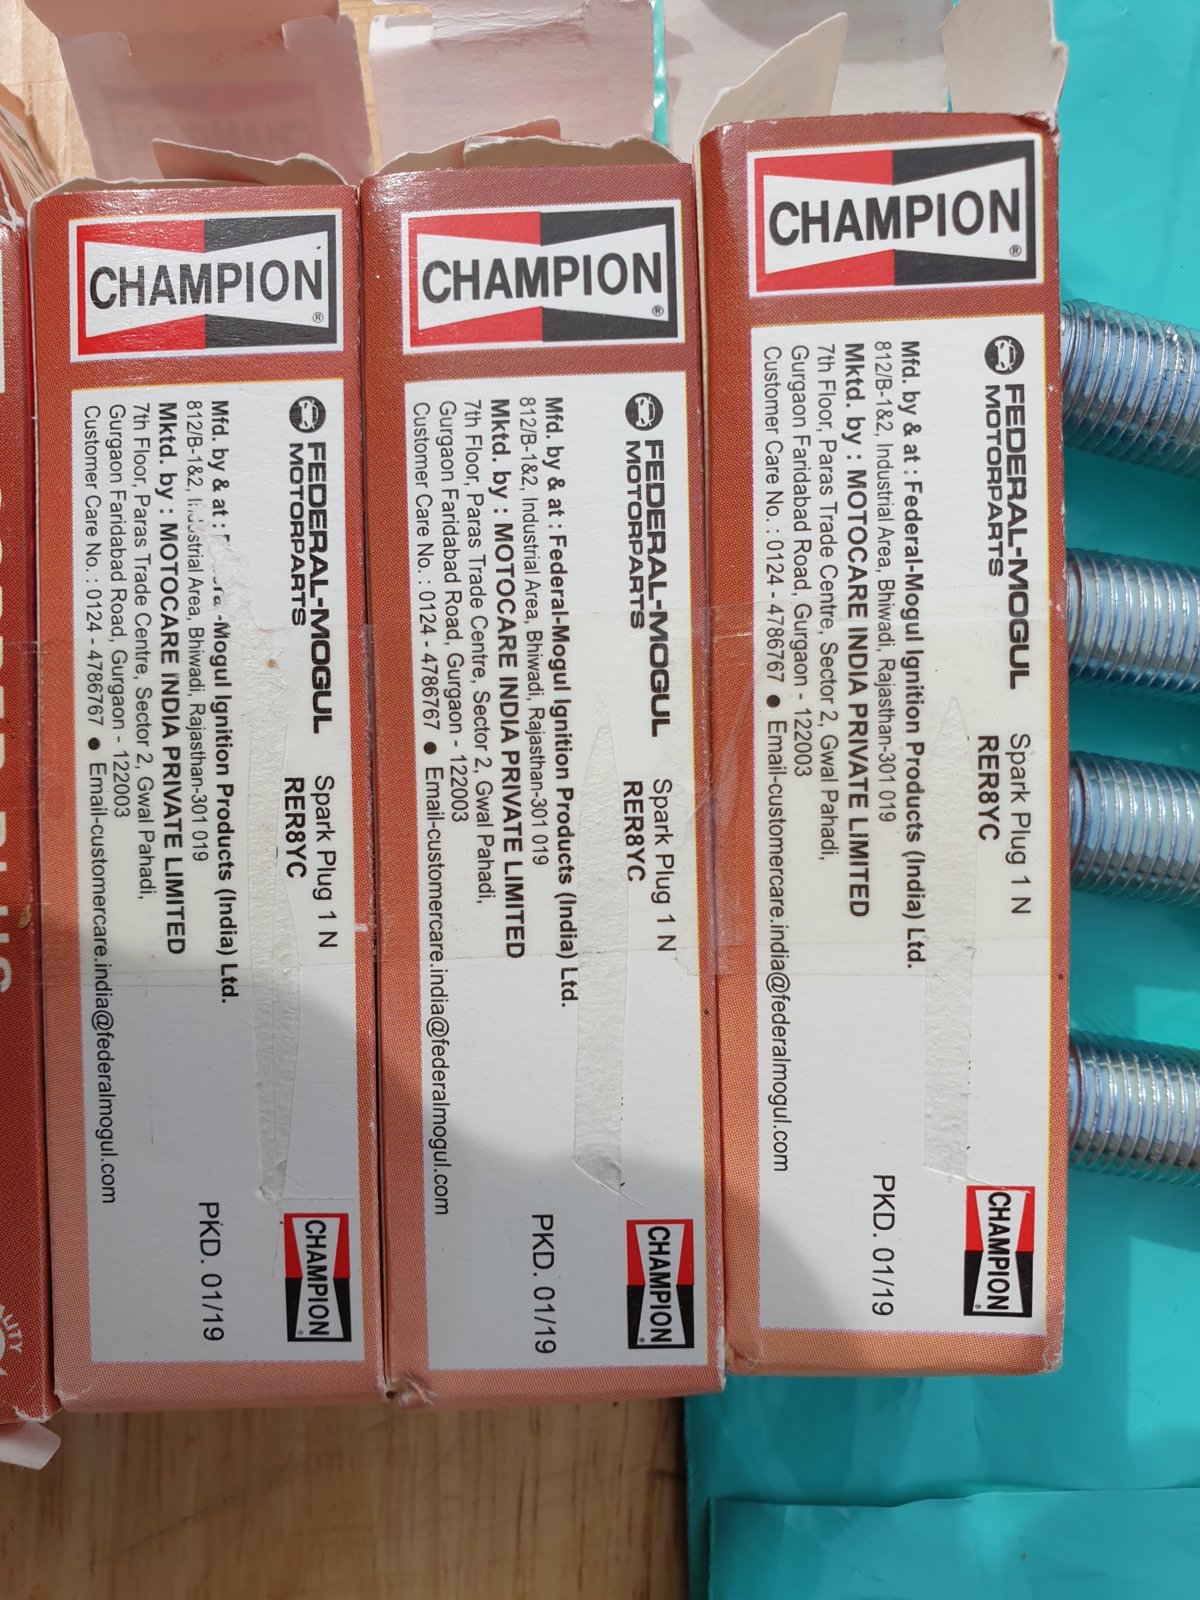 CHAMPION
®
FEDERAL-MOGUL
MOTORPARTS
Spark Plug 1 N
RER8YC
Mfd. by & at : -Mogul Ignition Products (India) Ltd.
812/B-1&2, Industrial Area, Bhiwadi, Rajasthan-301 019
Mktd. by : MOTOCARE INDIA PRIVATE LIMITED
7th Floor, Paras Trade Centre, Sector 2, Gwal Pahadi,
Gurgaon Faridabad Road, Gurgaon - 122003
Customer Care No. : 0124 - 4786767 ● Email-customercare.india@federalmogul.com
PKD. 01/19
CHAMPION
CHAMPION
®
FEDERAL-MOGUL
MOTORPARTS
Spark Plug 1 N
RER8YC
Mfd. by & at : Federal-Mogul Ignition Products (India) Ltd.
812/B-1&2, Industrial Area, Bhiwadi, Rajasthan-301 019
Mktd. by : MOTOCARE INDIA PRIVATE LIMITED
7th Floor, Paras Trade Centre, Sector 2, Gwal Pahadi,
Gurgaon Faridabad Road, Gurgaon - 122003
Customer Care No. : 0124 - 4786767 ● Email-customercare.india@federalmogul.com
PKD. 01/19
CHAMPION
CHAMPION
®
FEDERAL-MOGUL
MOTORPARTS
Spark Plug 1 N
RER8YC
Mfd. by & at : Federal-Mogul Ignition Products (India) Ltd.
812/B-1&2, Industrial Area, Bhiwadi, Rajasthan-301 019
Mktd. by : MOTOCARE INDIA PRIVATE LIMITED
7th Floor, Paras Trade Centre, Sector 2, Gwal Pahadi,
Gurgaon Faridabad Road, Gurgaon - 122003
Customer Care No. : 0124 - 4786767 ● Email-customercare.india@federalmogul.com
PKD. 01/19
CHAMPION